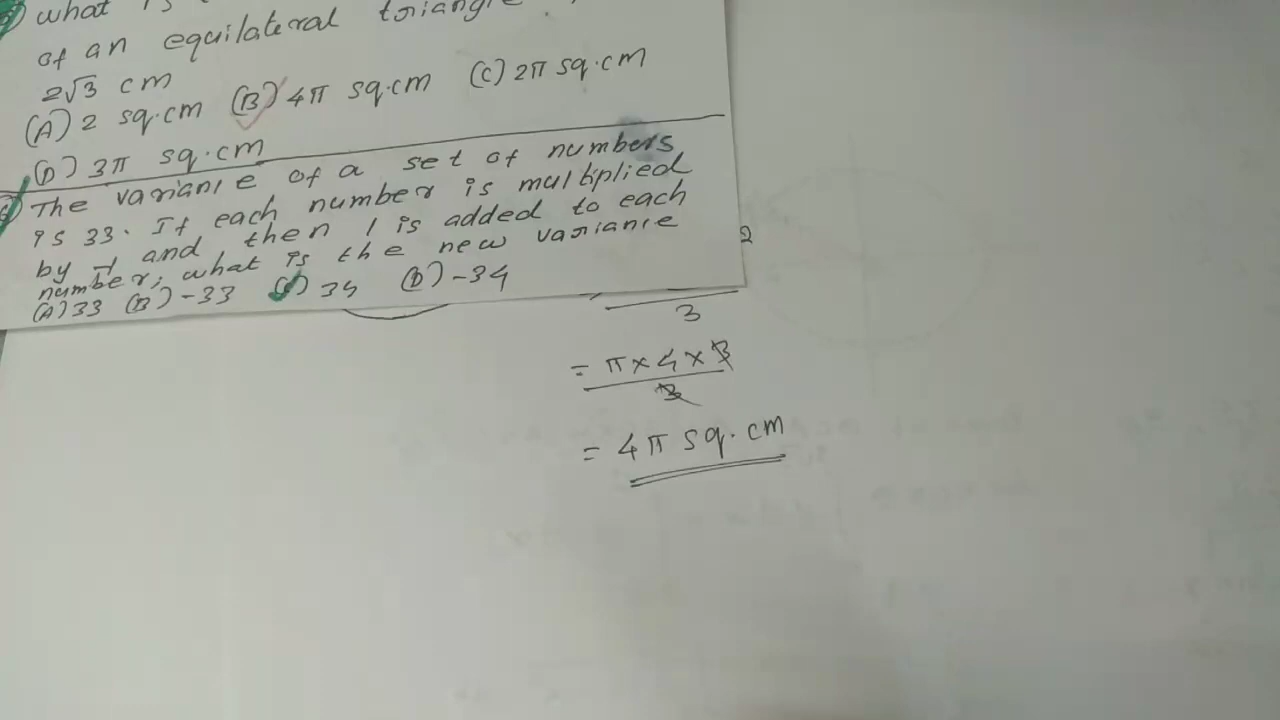 what is
of an equilateral triangle
2√3 cm
(A) 2 sq.cm (B) 4π sq.cm (C) 2π sq.cm
(D) 3π sq.cm
The variance of a set of numbers
is 33. If each number is multiplied
by -1 and then 1 is added to each
number, what is the new variance
(A) 33 (B) -33 (C) 34 (D) -34
2
3
= π × 4 × 3
3
= 4π sq.cm